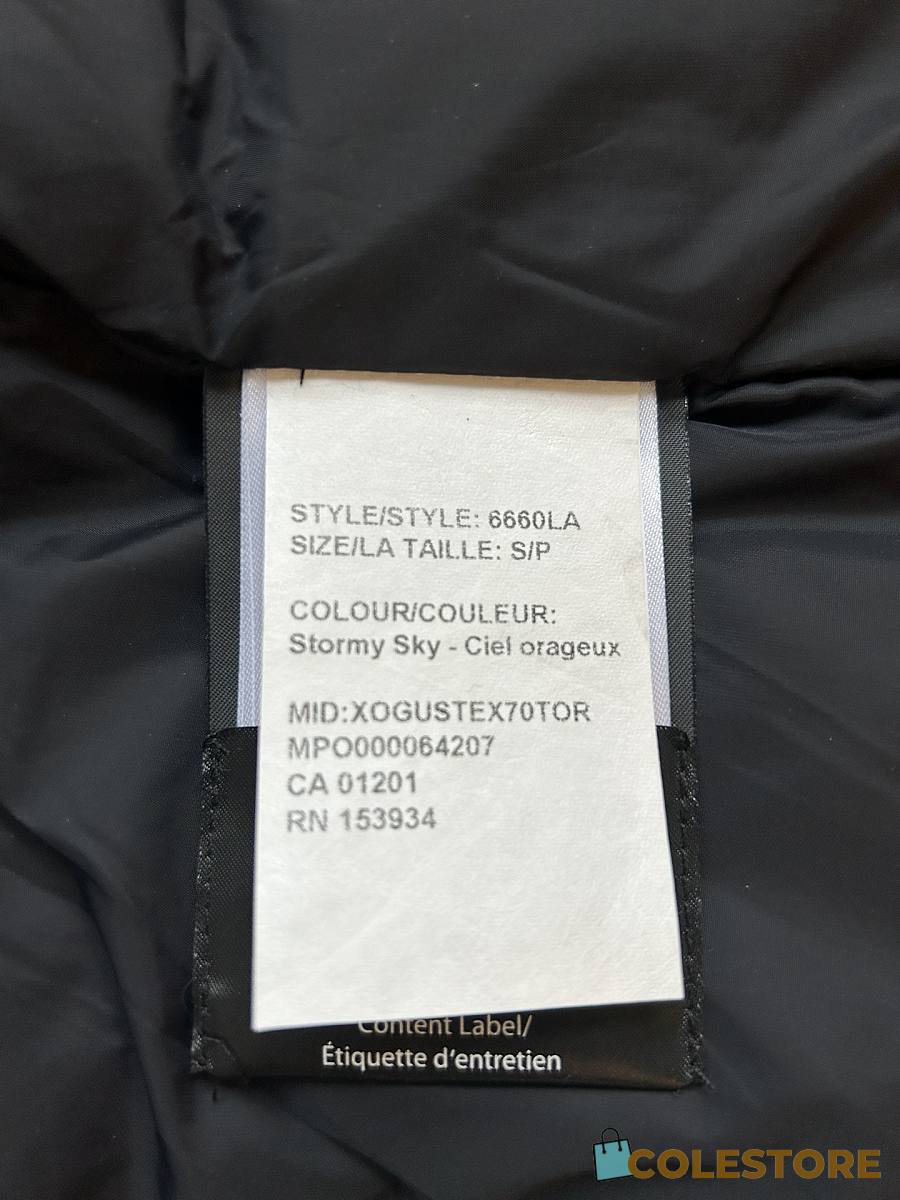 STYLE/STYLE: 6660LA
SIZE/LA TAILLE: S/P
COLOUR/COULEUR:
Stormy Sky - Ciel orageux
MID:XOGUSTEX70TOR
MPO000064207
CA 01201
RN 153934
Content Label/
Étiquette d'entretien
COLESTORE